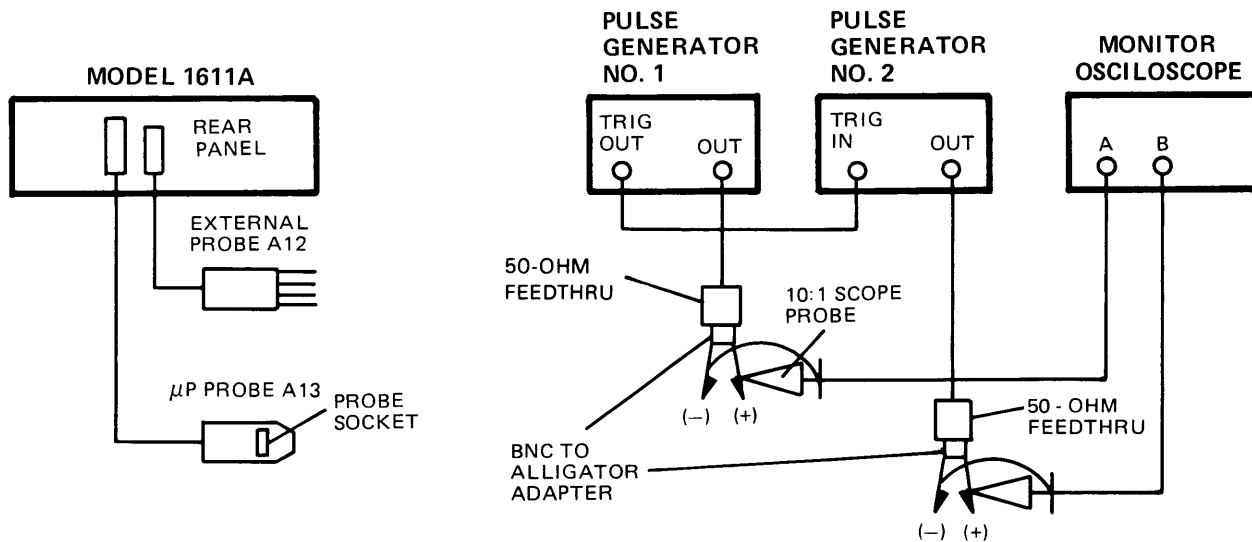 MODEL 1611A
REAR
PANEL
EXTERNAL
PROBE A12
μP PROBE A13
PROBE
SOCKET
PULSE
GENERATOR
NO. 1
TRIG
OUT
OUT
PULSE
GENERATOR
NO. 2
TRIG
IN
OUT
MONITOR
OSCILOSCOPE
A
B
50-OHM
FEEDTHRU
10:1 SCOPE
PROBE
(−)
(+)
BNC TO
ALLIGATOR
ADAPTER
50 - OHM
FEEDTHRU
(−)
(+)